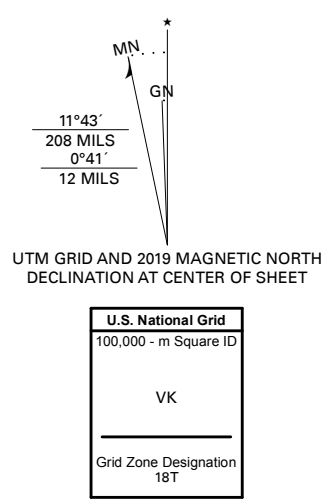 MN
GN
11°43´
208 MILS
0°41´
12 MILS
UTM GRID AND 2019 MAGNETIC NORTH
DECLINATION AT CENTER OF SHEET
U.S. National Grid
100,000 - m Square ID
VK
Grid Zone Designation
18T